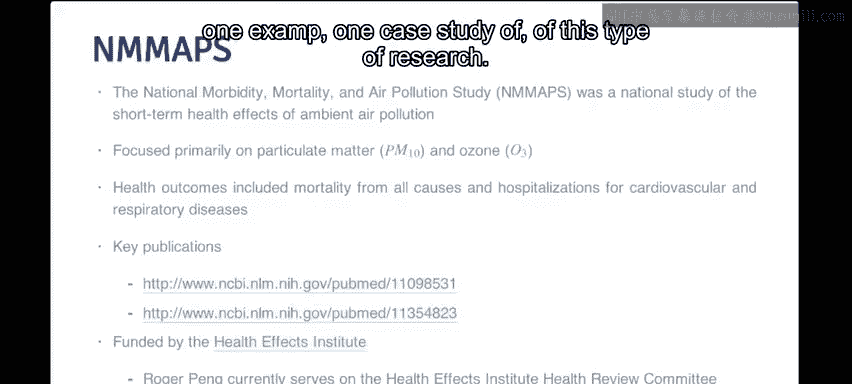 one examp, one case study of, of this type
of research.
NMMAPS
· The National Morbidity, Mortality, and Air Pollution Study (NMMAPS) was a national study of the
short-term health effects of ambient air pollution
· Focused primarily on particulate matter (PM10) and ozone (O3)
· Health outcomes included mortality from all causes and hospitalizations for cardiovascular and
respiratory diseases
· Key publications
- http://www.ncbi.nlm.nih.gov/pubmed/11098531
- http://www.ncbi.nlm.nih.gov/pubmed/11354823
· Funded by the Health Effects Institute
- Roger Peng currently serves on the Health Effects Institute Health Review Committee